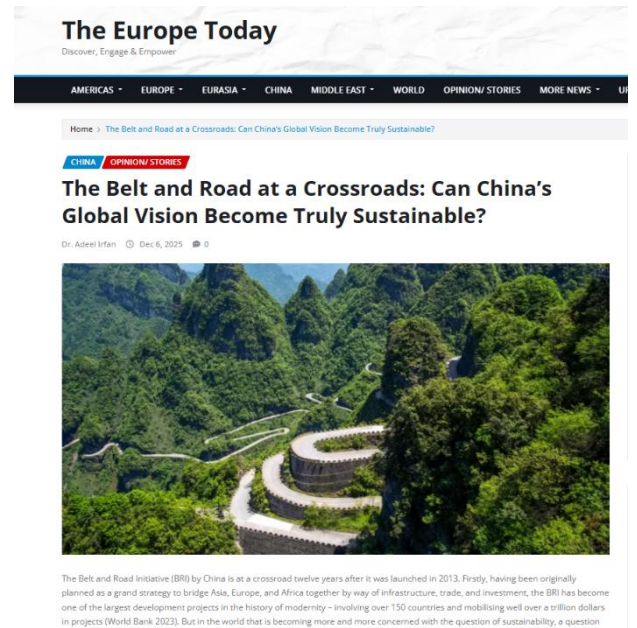 The Europe Today
Discover, Engage & Empower
AMERICAS EUROPE EURASIA CHINA MIDDLE EAST WORLD OPINION/ STORIES MORE NEWS
Home > The Belt and Road at a Crossroads: Can China's Global Vision Become Truly Sustainable?
CHINA OPINION/ STORIES
The Belt and Road at a Crossroads: Can China's
Global Vision Become Truly Sustainable?
Dr. Adeel Irfan Dec 6, 2025 0
The Belt and Road Initiative (BRI) by China is at a crossroad twelve years after it was launched in 2013. Firstly, having been originally
planned as a grand strategy to bridge Asia, Europe, and Africa together by way of infrastructure, trade, and investment, the BRI has become
one of the largest development projects in the history of modernity – involving over 150 countries and mobilising well over a trillion dollars
in projects (World Bank 2023). But in the world that is becoming more and more concerned with the question of sustainability, a question